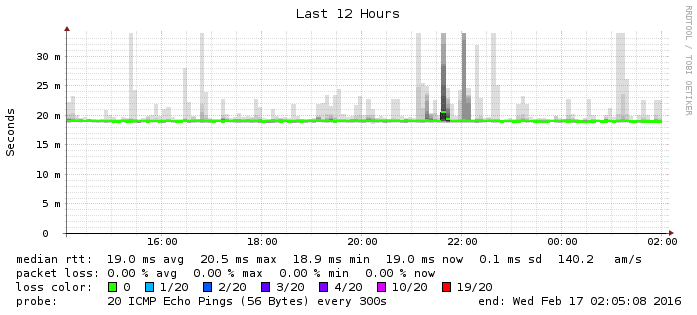 Last 12 Hours
RRDTOOL / TOBI OETIKER
Seconds
30 m
25 m
20 m
15 m
10 m
5 m
0
16:00 18:00 20:00 22:00 00:00 02:00
median rtt: 19.0 ms avg 20.5 ms max 18.9 ms min 19.0 ms now 0.1 ms sd 140.2 am/s
packet loss: 0.00 % avg 0.00 % max 0.00 % min 0.00 % now
loss color: 0 1/20 2/20 3/20 4/20 10/20 19/20
probe: 20 ICMP Echo Pings (56 Bytes) every 300s end: Wed Feb 17 02:05:08 2016